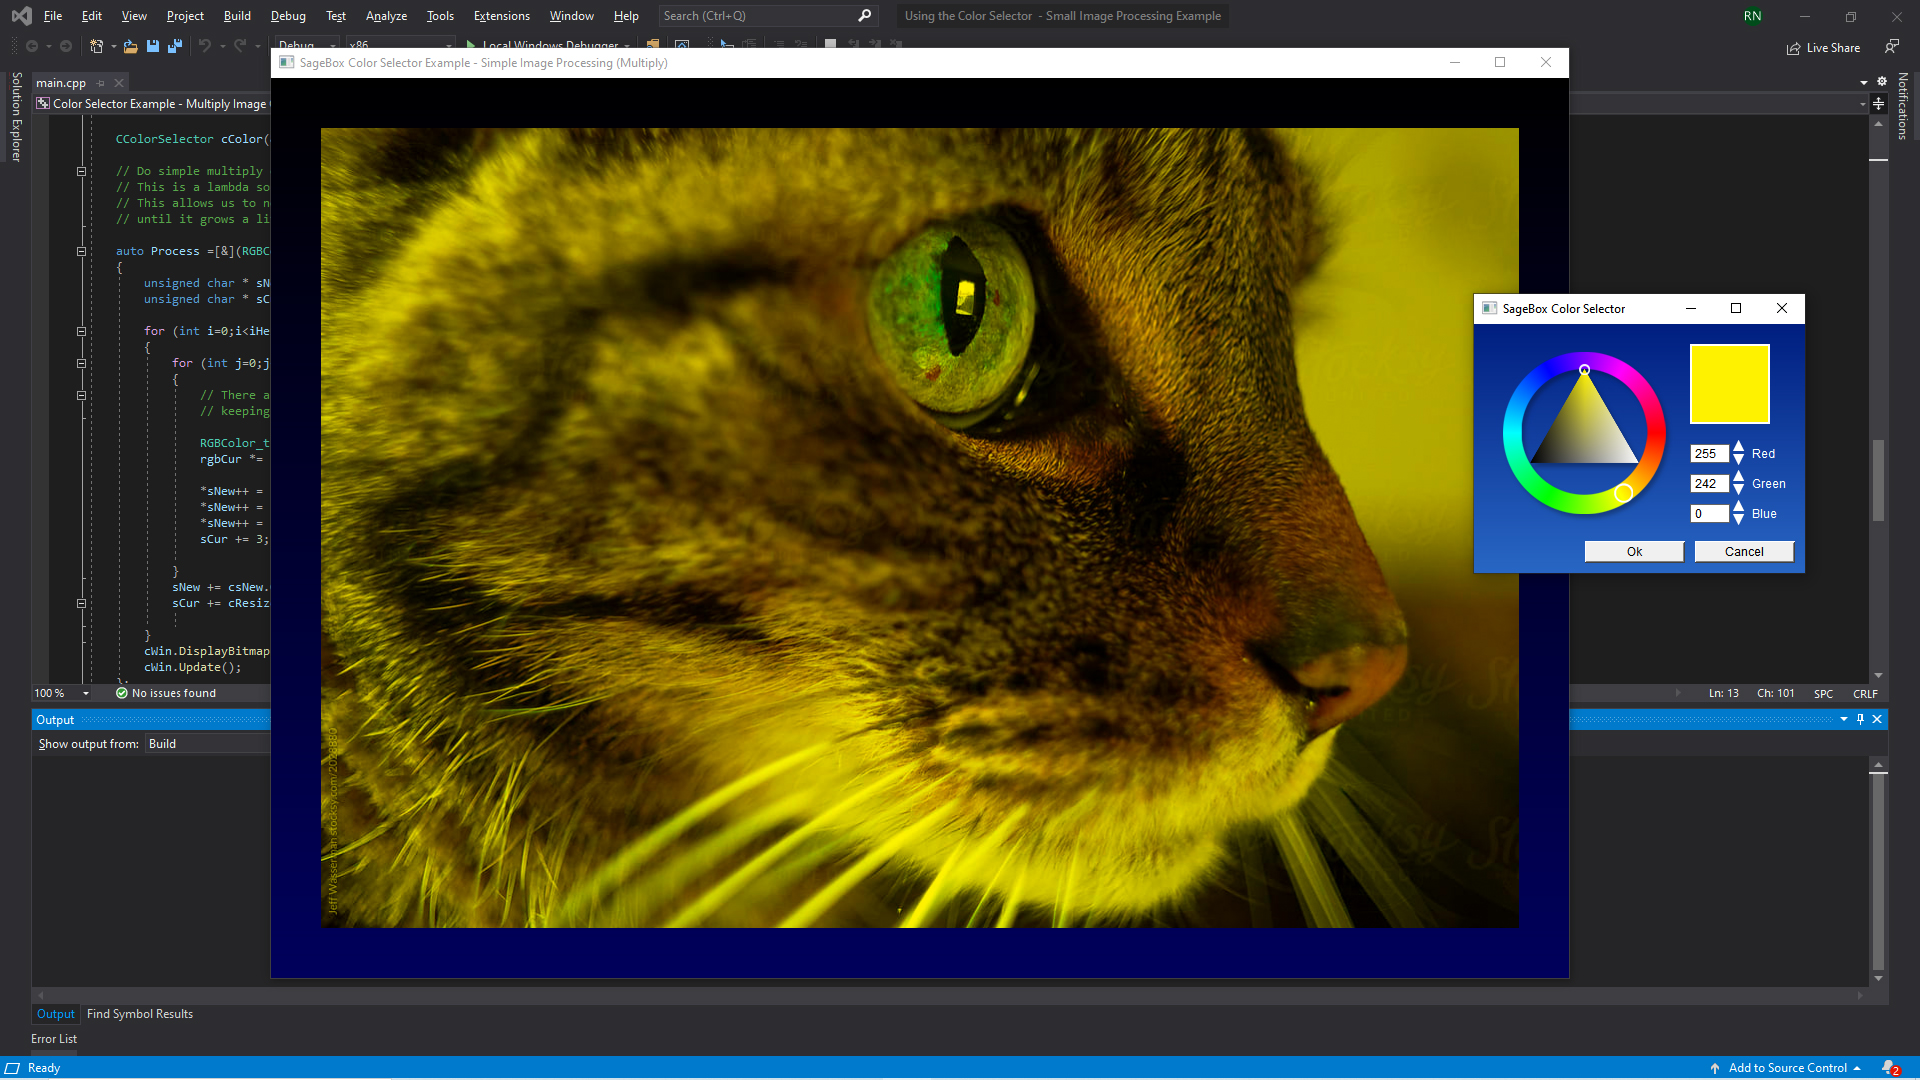 File Edit View Project Build Debug Test Analyze Tools Extensions Window Help Search (Ctrl+Q) Using the Color Selector - Small Image Processing Example RN
Debug x86 Local Windows Debugger Live Share
SageBox Color Selector Example - Simple Image Processing (Multiply)
Solution Explorer
Notifications
main.cpp
Color Selector Example - Multiply Image
CColorSelector cColor(
// Do simple multiply
// This is a lambda so
// This allows us to n
// until it grows a li
auto Process =[&](RGBC
{
unsigned char * sN
unsigned char * sC
for (int i=0;i<iHe
{
for (int j=0;j
{
// There a
// keeping
RGBColor_t
rgbCur *=
*sNew++ =
*sNew++ =
*sNew++ =
sCur += 3;
}
sNew += csNew.
sCur += cResiz
}
cWin.DisplayBitmap
cWin.Update();
};
SageBox Color Selector
255 Red
242 Green
0 Blue
Ok Cancel
Jeff Wasserman stocksy.com/2028880
100 % No issues found Ln: 13 Ch: 101 SPC CRLF
Output
Show output from: Build
Output Find Symbol Results
Error List
Ready Add to Source Control 2